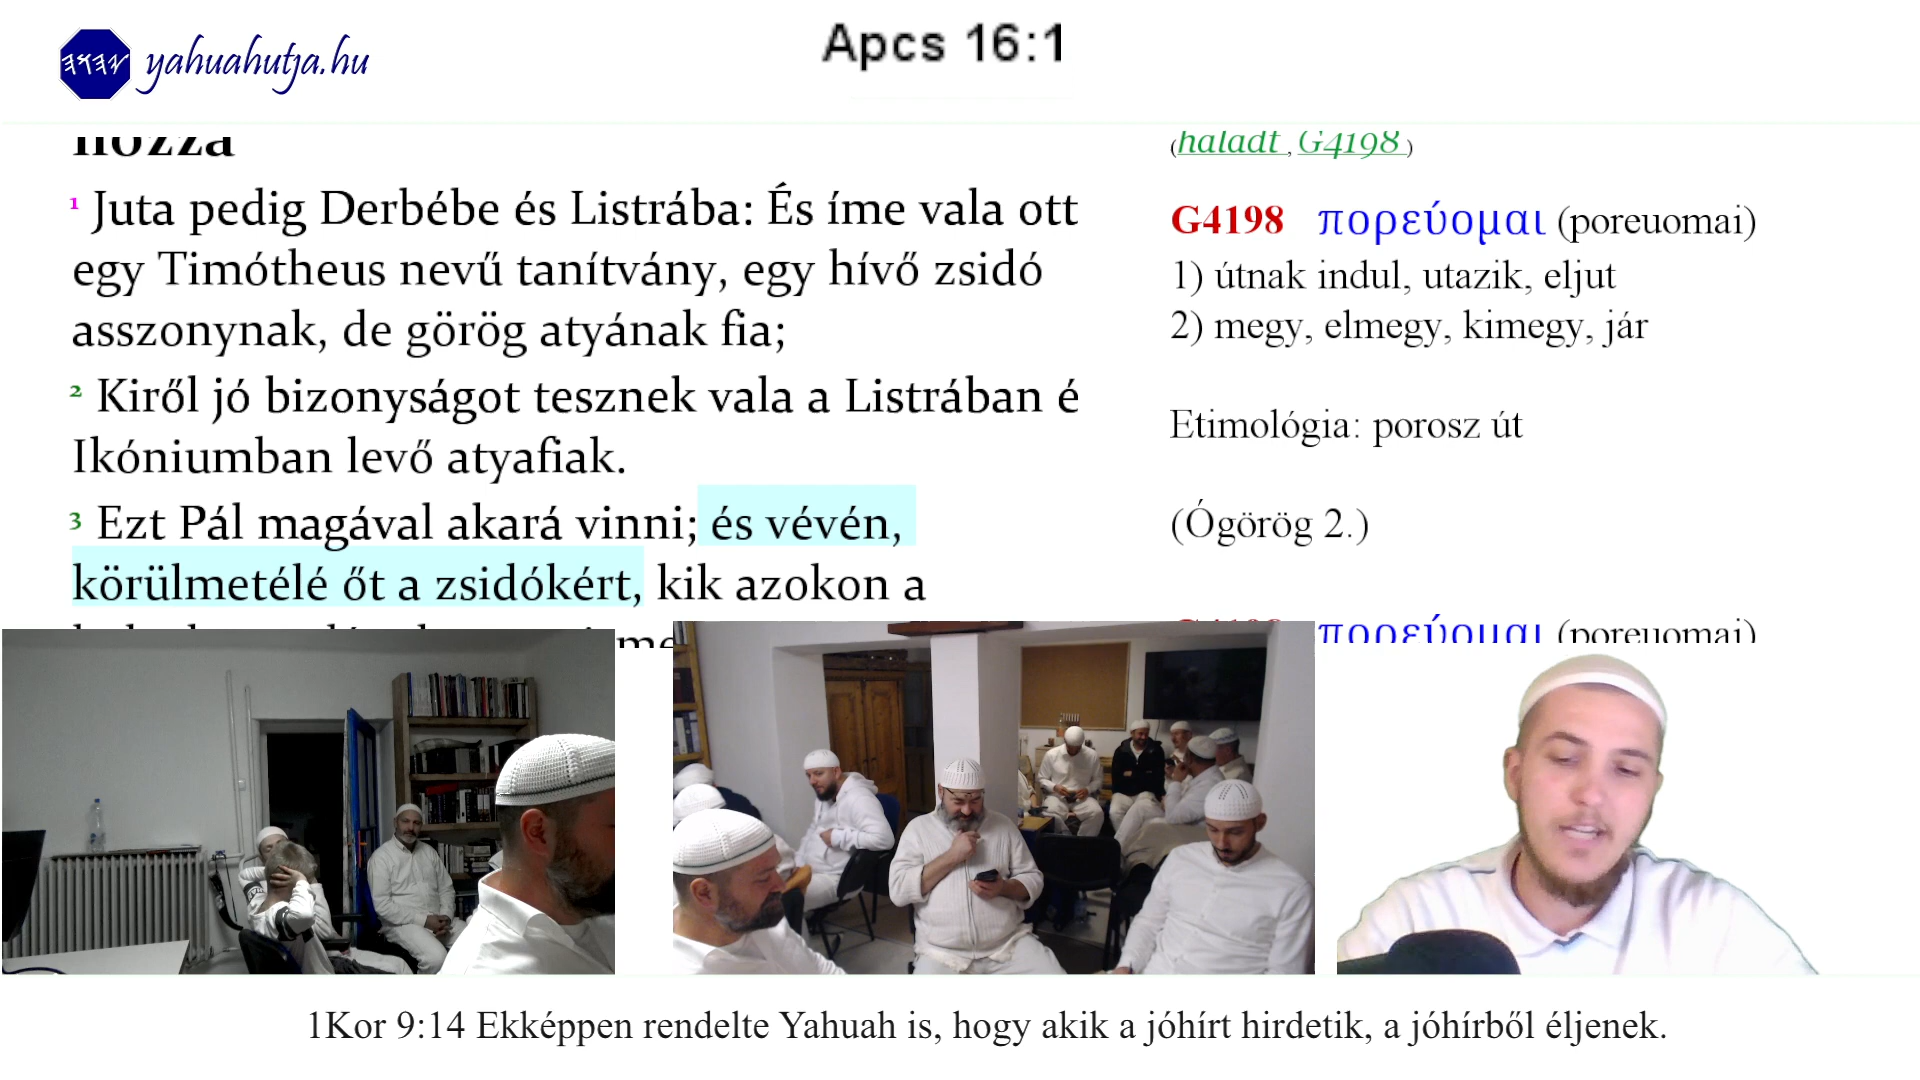 yahuahutja.hu
Apcs 16:1
hozzá
1 Juta pedig Derbébe és Listrába: És íme vala ott
egy Timótheus nevű tanítvány, egy hívő zsidó
asszonynak, de görög atyának fia;
2 Kiről jó bizonyságot tesznek vala a Listrában é
Ikóniumban levő atyafiak.
3 Ezt Pál magával akará vinni; és vévén,
körülmetélé őt a zsidókért, kik azokon a
(haladt , G4198 )
G4198 πορεύομαι (poreuomai)
1) útnak indul, utazik, eljut
2) megy, elmegy, kimegy, jár
Etimológia: porosz út
(Ógörög 2.)
G4198 πορεύομαι (poreuomai)
1Kor 9:14 Ekképpen rendelte Yahuah is, hogy akik a jóhírt hirdetik, a jóhírből éljenek.